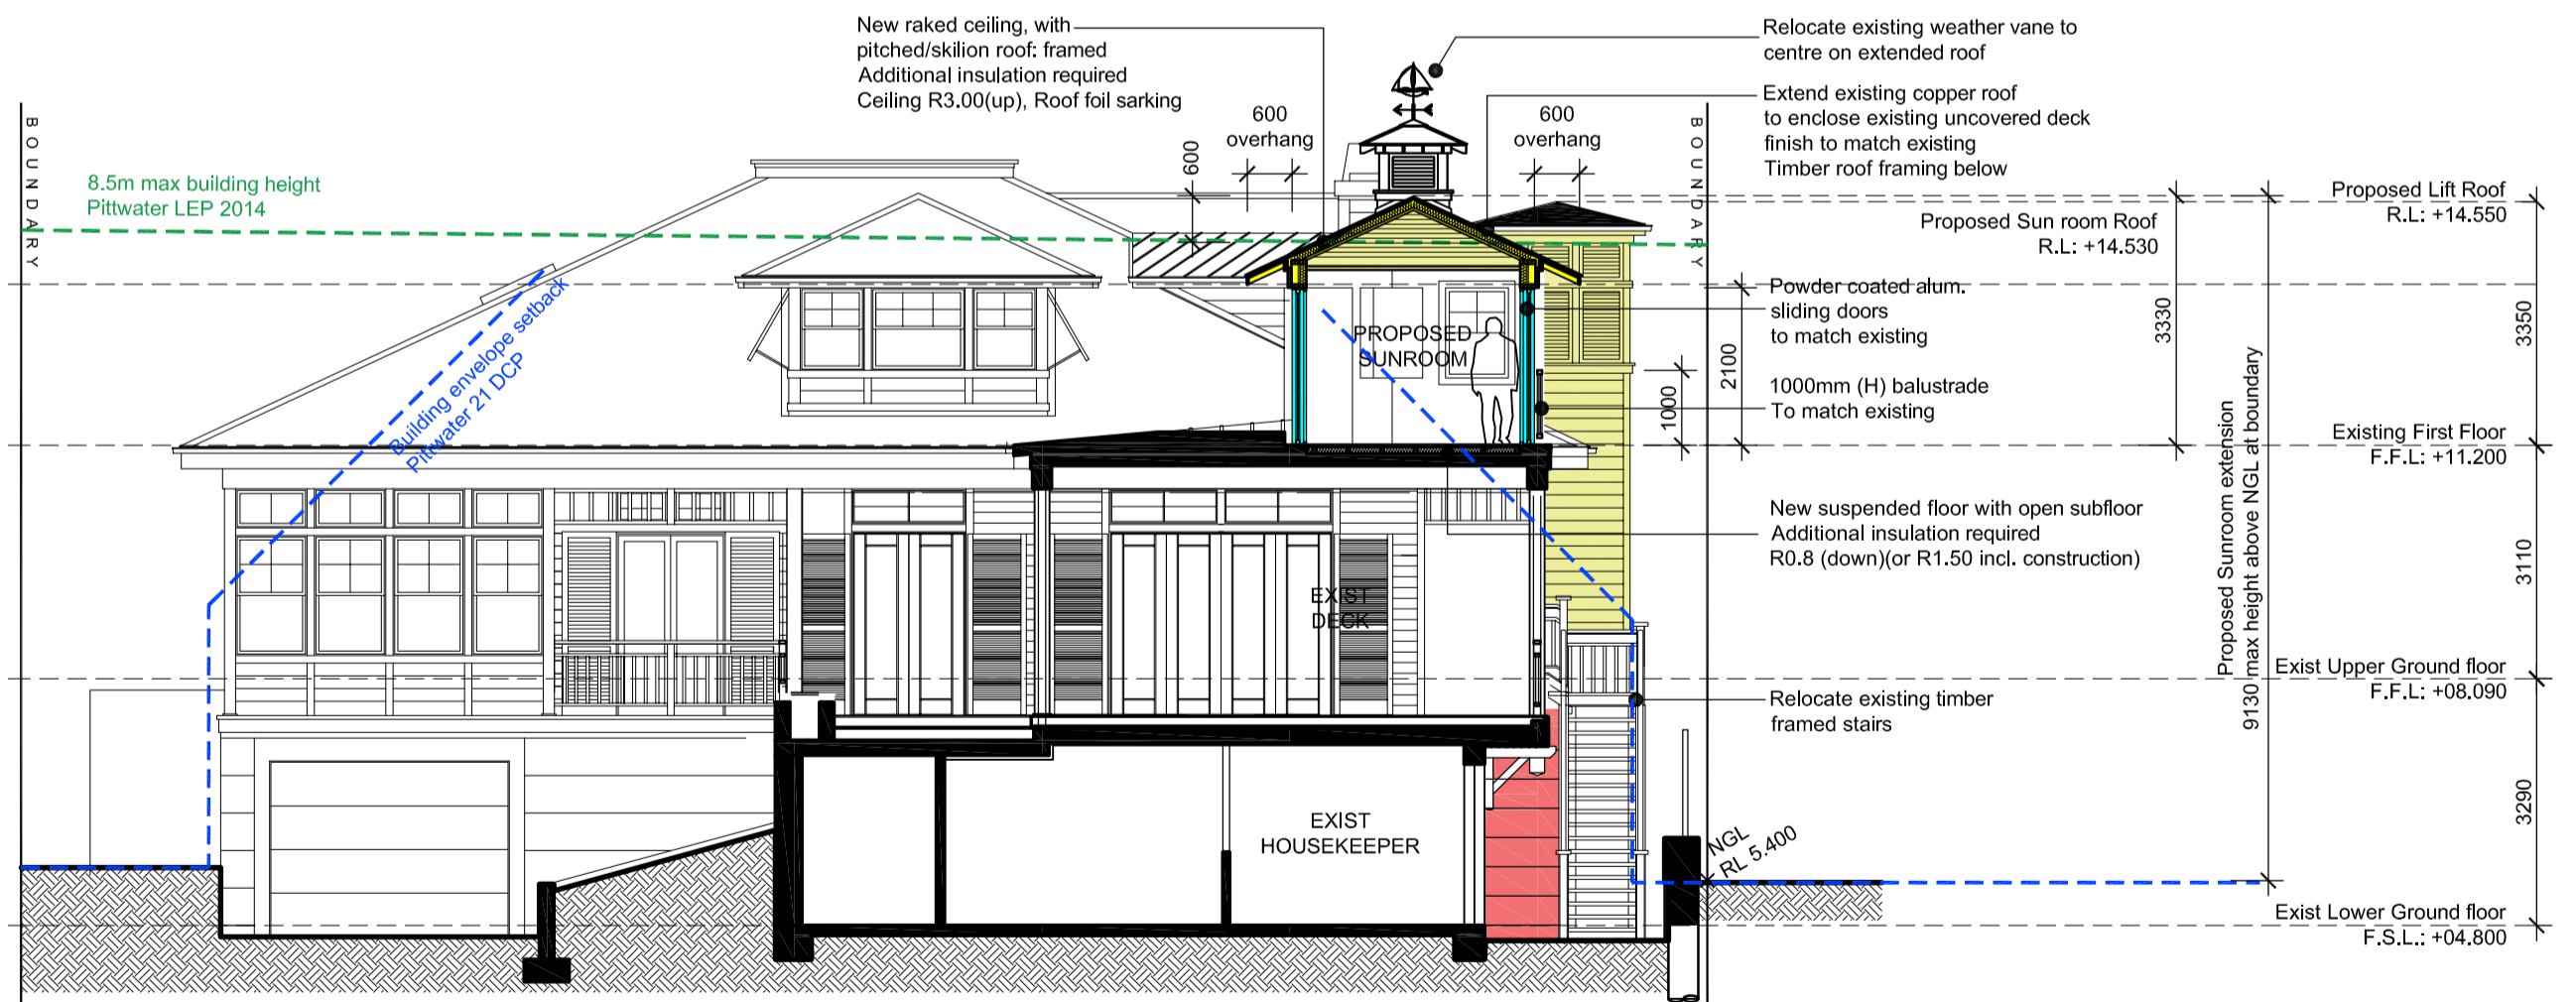 New raked ceiling, with
pitched/skilion roof: framed
Additional insulation required
Ceiling R3.00(up), Roof foil sarking
Relocate existing weather vane to
centre on extended roof
Extend existing copper roof
to enclose existing uncovered deck
finish to match existing
Timber roof framing below
600
overhang
600
overhang
600
BOUNDARY
BOUNDARY
8.5m max building height
Pittwater LEP 2014
Proposed Lift Roof
R.L: +14.550
Proposed Sun room Roof
R.L: +14.530
Building envelope setback
Pittwater 21 DCP
PROPOSED
SUNROOM
Powder coated alum.
sliding doors
to match existing
1000mm (H) balustrade
To match existing
1000
2100
3330
3350
Proposed Sunroom extension
9130 max height above NGL at boundary
Existing First Floor
F.F.L: +11.200
New suspended floor with open subfloor
Additional insulation required
R0.8 (down)(or R1.50 incl. construction)
3110
EXIST
DECK
Exist Upper Ground floor
F.F.L: +08.090
Relocate existing timber
framed stairs
3290
EXIST
HOUSEKEEPER
NGL
RL 5.400
Exist Lower Ground floor
F.S.L.: +04.800